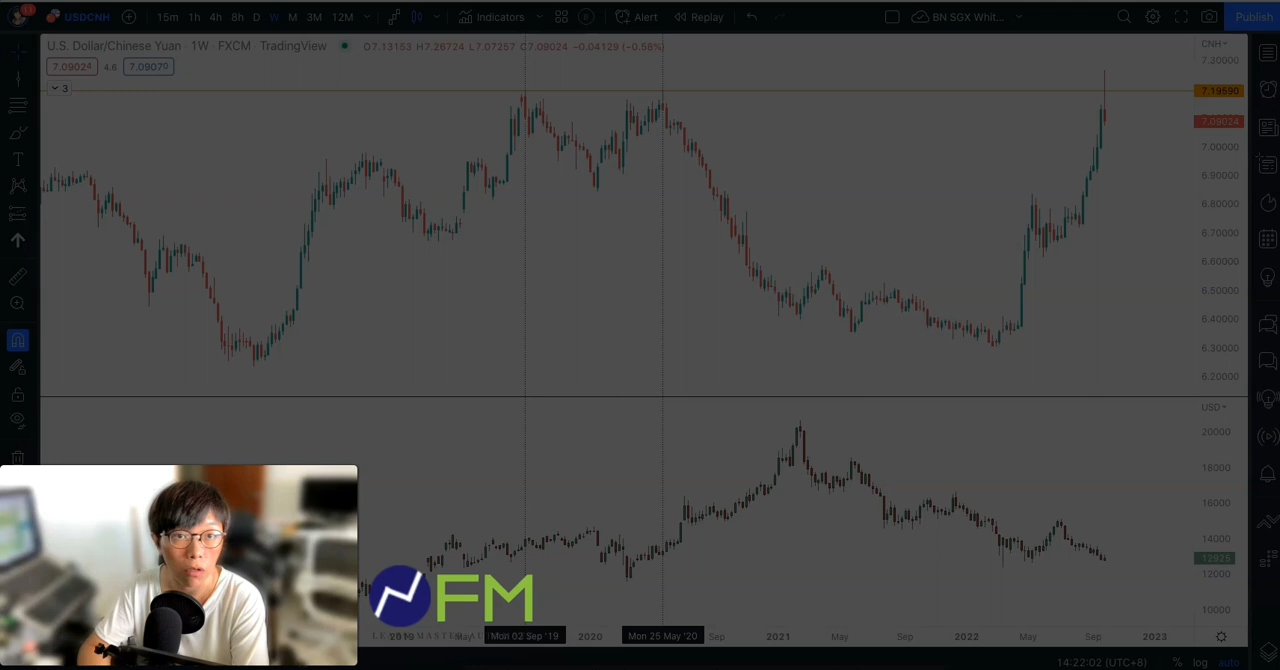 11
USDCNH
15m 1h 4h 8h D W M 3M 12M
Indicators
Alert
Replay
BN SGX Whit...
Publish
U.S. Dollar/Chinese Yuan · 1W · FXCM · TradingView
O7.13153 H7.26724 L7.07257 C7.09024 −0.04129 (−0.58%)
CNH
7.30000
7.09024 4.6 7.09070
3
7.19590
7.09024
7.00000
6.90000
6.80000
6.70000
6.60000
6.50000
6.40000
6.30000
6.20000
USD
20000
18000
16000
14000
12925
12000
10000
FM
2019 May Mon 02 Sep '19 2020 Mon 25 May '20 Sep 2021 May Sep 2022 May Sep 2023
14:22:02 (UTC+8) % log auto